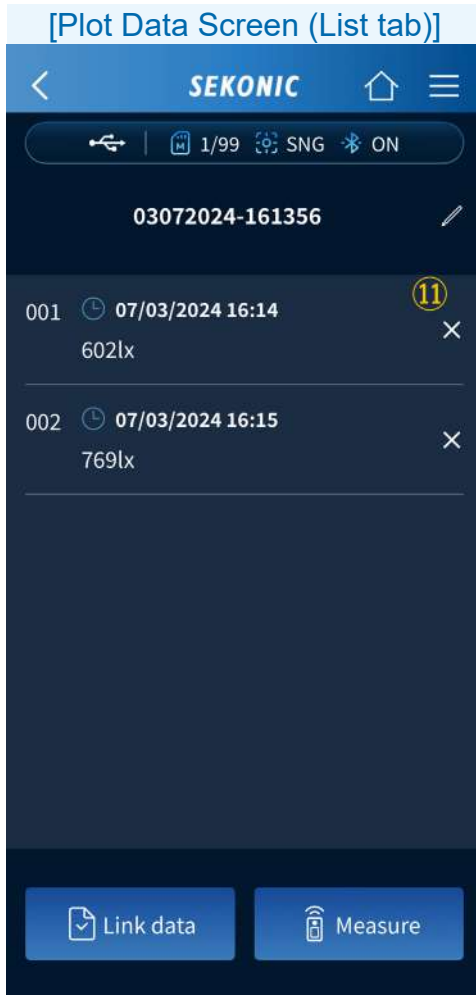 [Plot Data Screen (List tab)]
SEKONIC
1/99 SNG ON
03072024-161356
⑪
001 07/03/2024 16:14
602lx
002 07/03/2024 16:15
769lx
Link data Measure